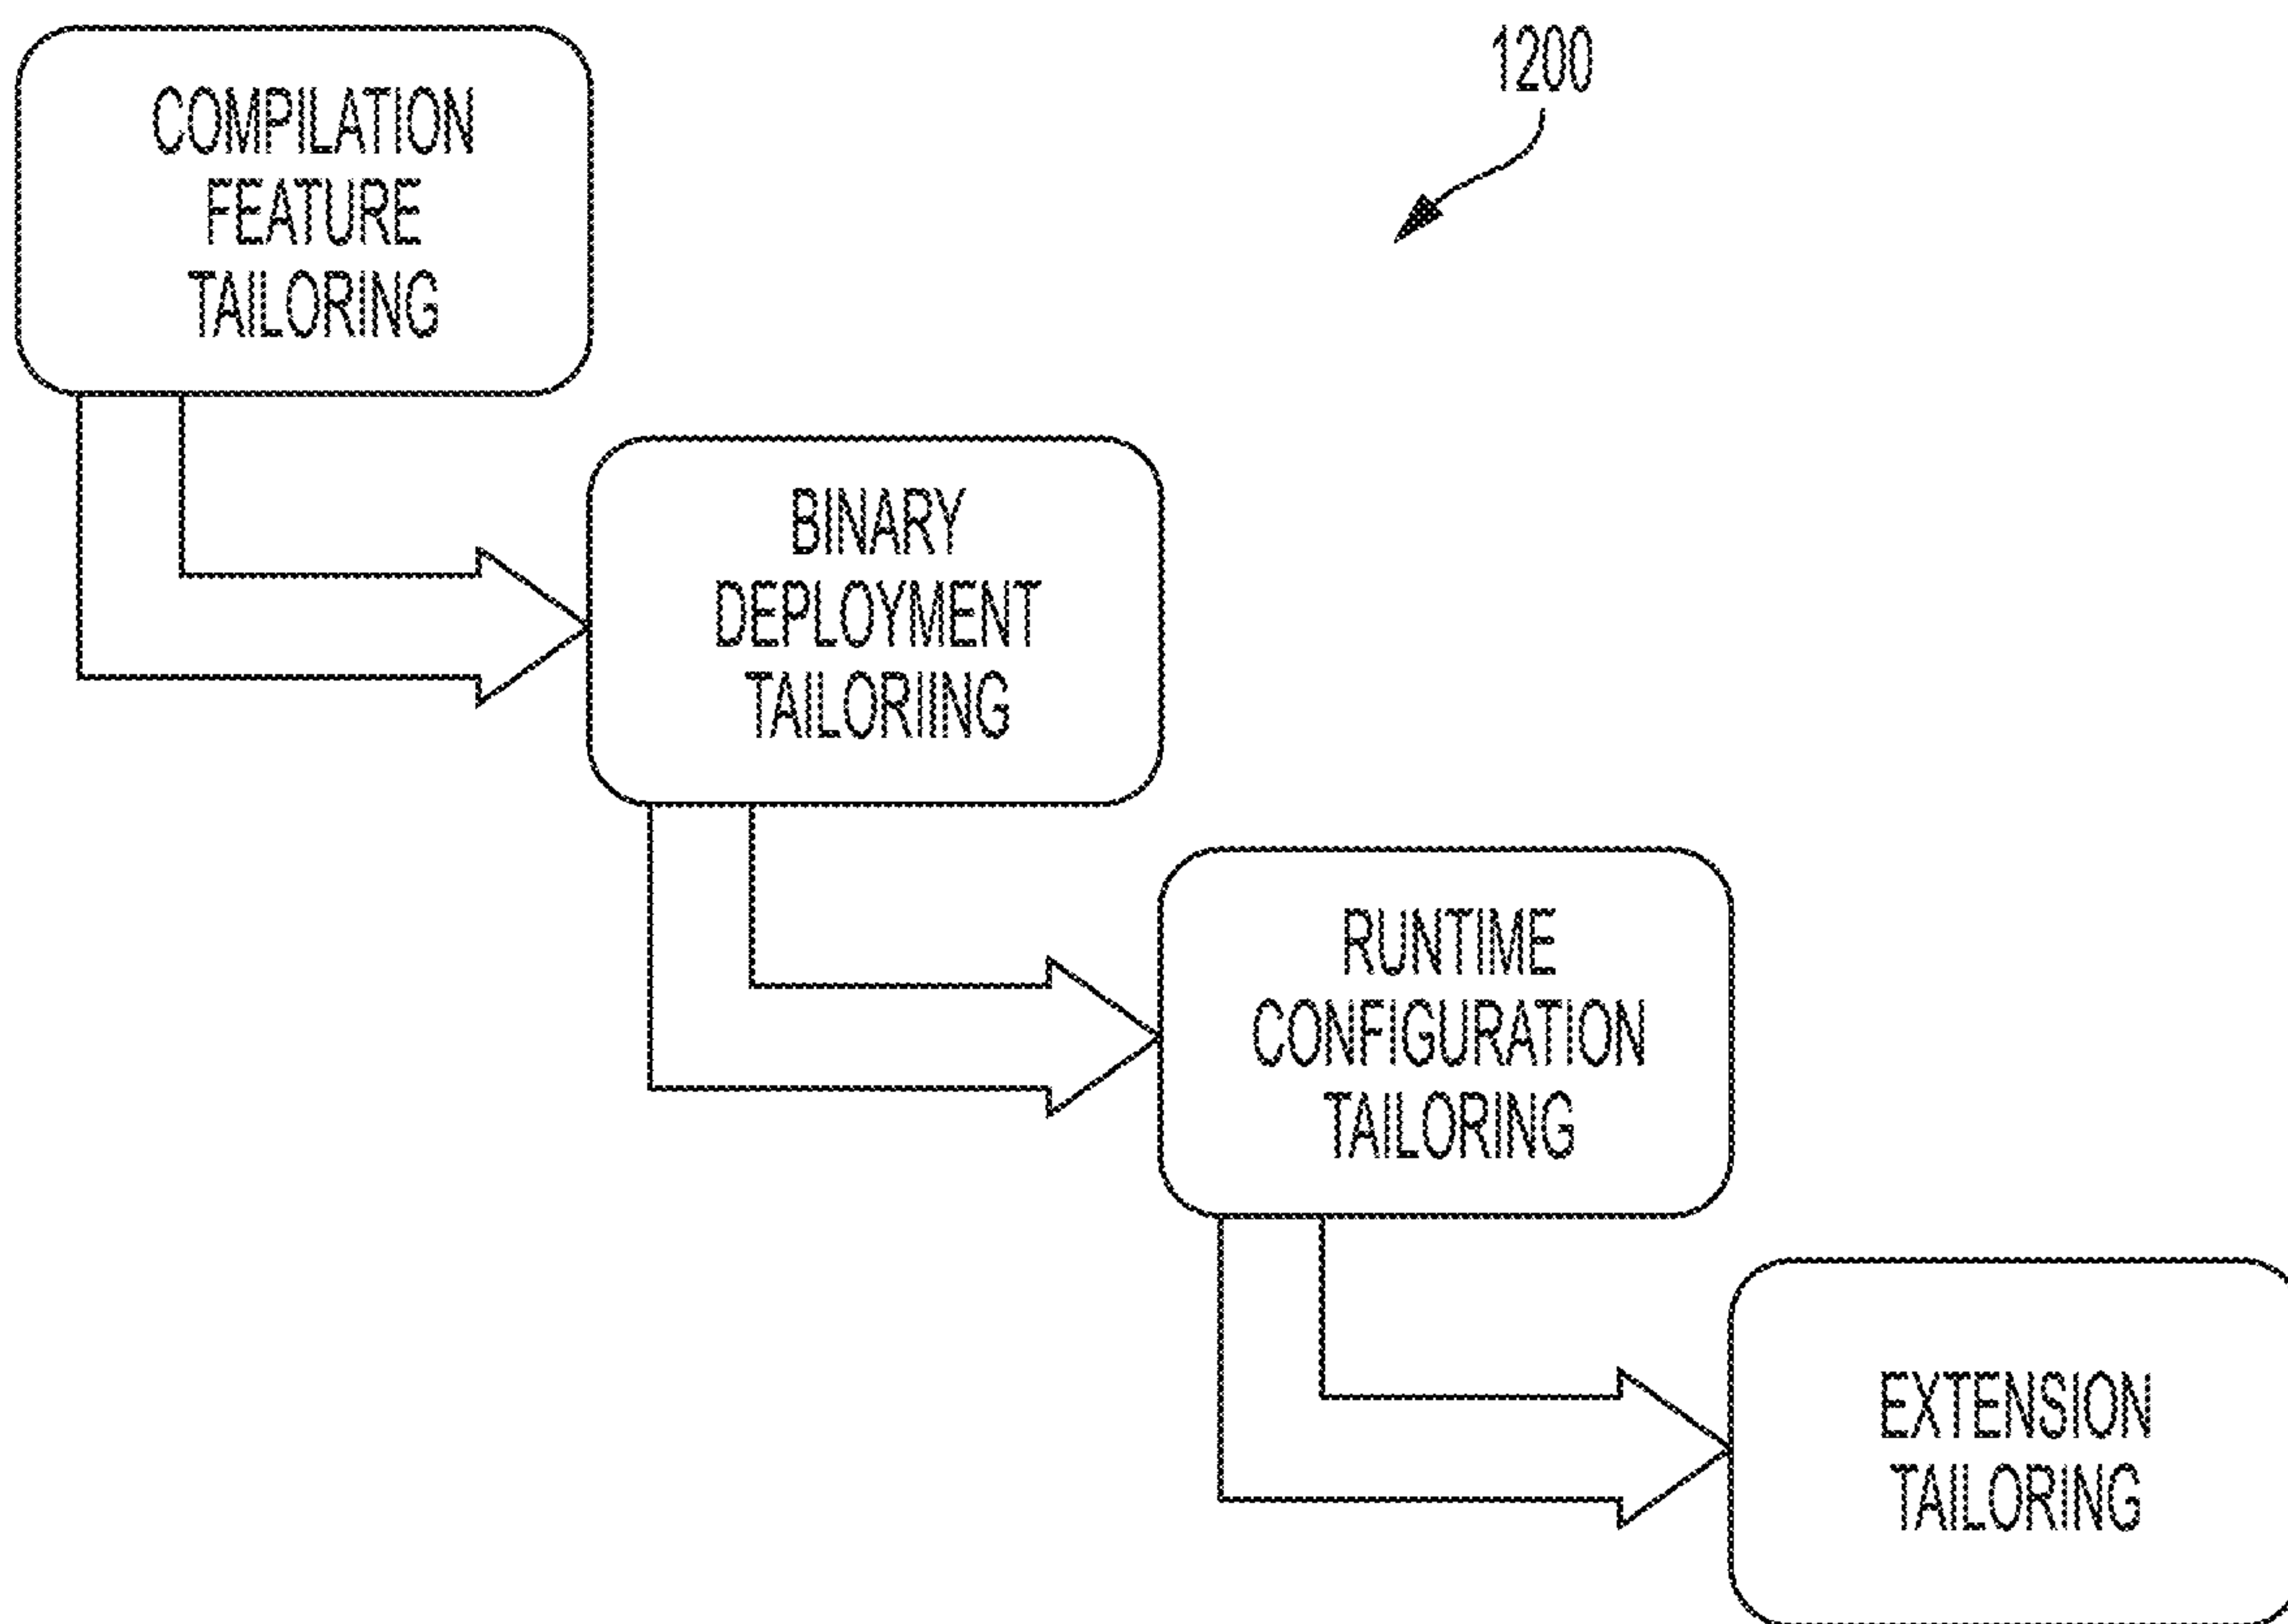 COMPILATION
FEATURE
TAILORING
1200
BINARY
DEPLOYMENT
TAILORIING
RUNTIME
CONFIGURATION
TAILORING
EXTENSION
TAILORING